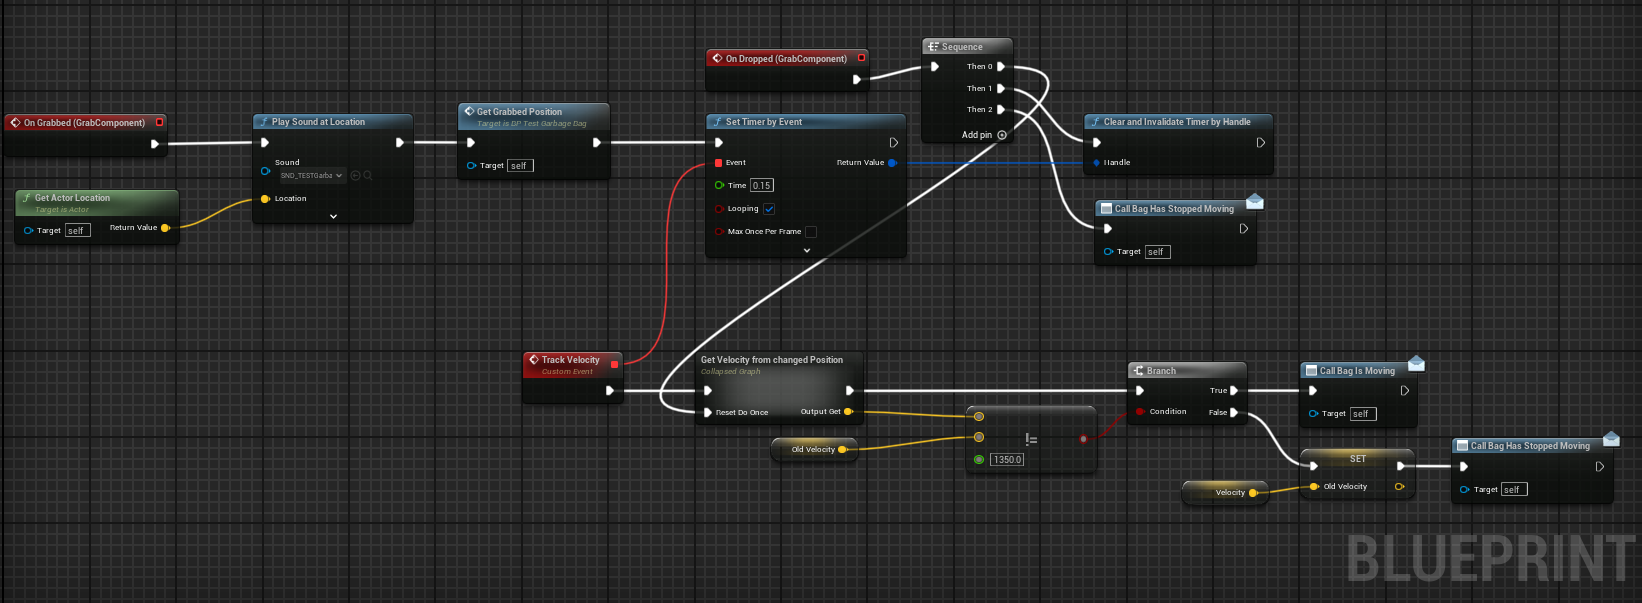 On Grabbed (GrabComponent)
Get Actor Location
Target is Actor
Target self
Return Value
Play Sound at Location
Sound
SND_TESTGarba
Location
Get Grabbed Position
Target is BP Test Garbage Bag
Target self
On Dropped (GrabComponent)
Set Timer by Event
Event
Return Value
Time 0.15
Looping
Max Once Per Frame
Sequence
Then 0
Then 1
Then 2
Add pin
Clear and Invalidate Timer by Handle
Handle
Call Bag Has Stopped Moving
Target self
Track Velocity
Custom Event
Get Velocity from changed Position
Collapsed Graph
Reset Do Once
Output Get
Old Velocity
!=
1350.0
Branch
True
Condition
False
Call Bag Is Moving
Target self
Velocity
SET
Old Velocity
Call Bag Has Stopped Moving
Target self
BLUEPRINT